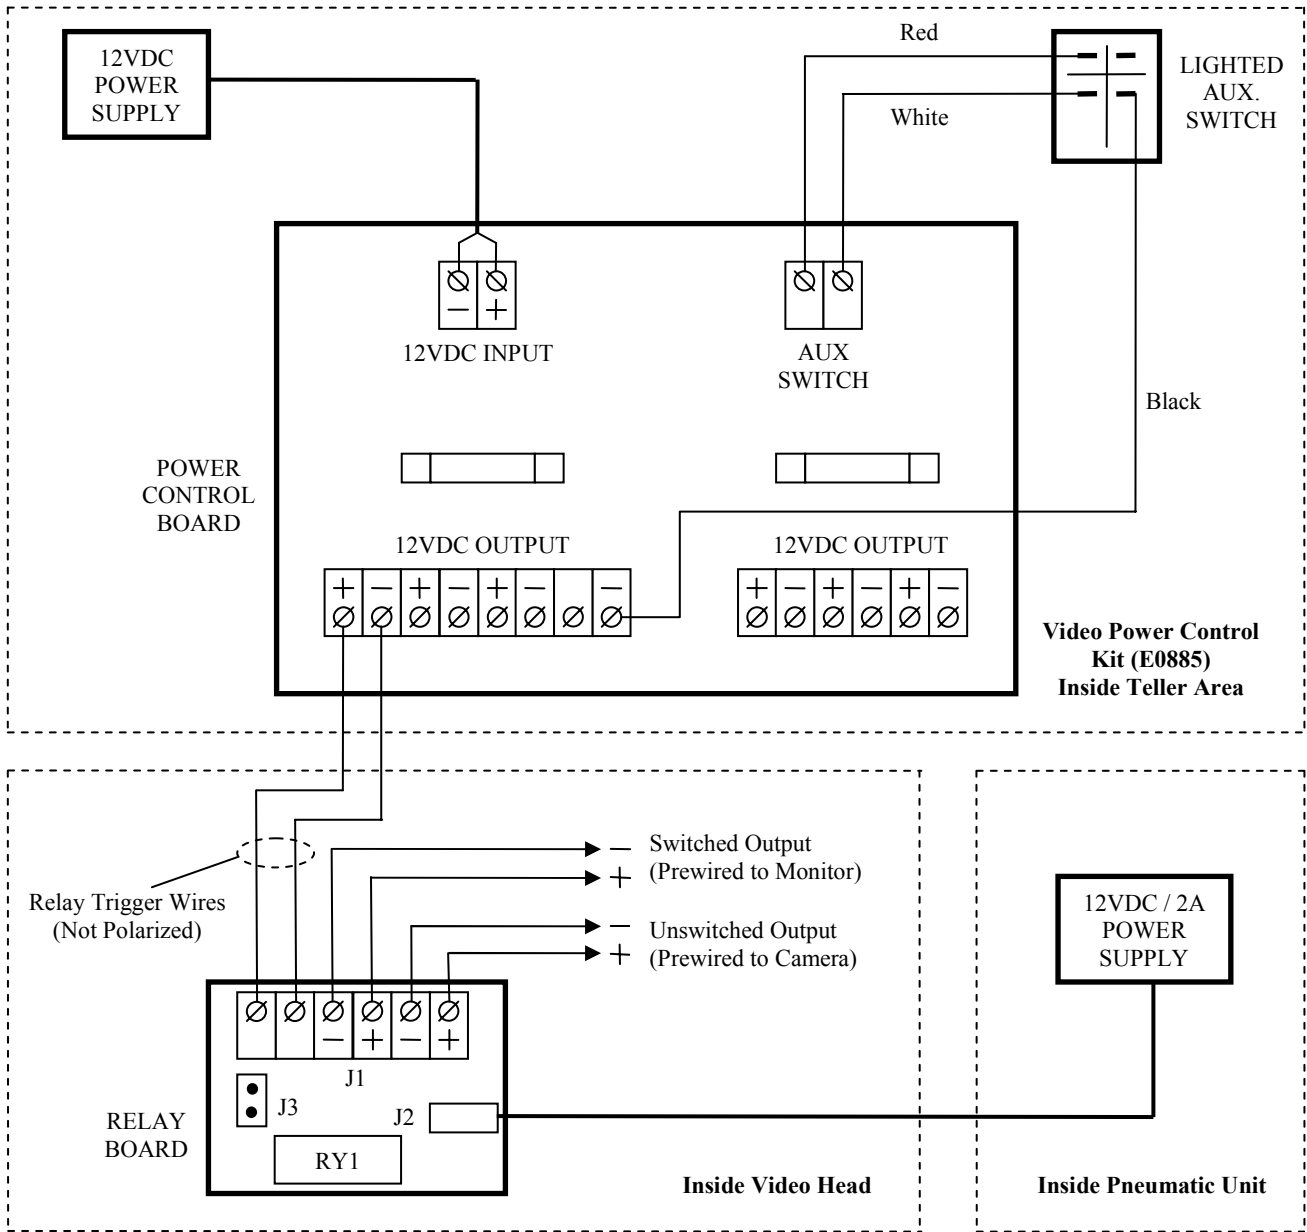 12VDC
POWER
SUPPLY
Red
White
LIGHTED
AUX.
SWITCH
− +
12VDC INPUT
AUX
SWITCH
Black
POWER
CONTROL
BOARD
12VDC OUTPUT
+ − + − + − −
12VDC OUTPUT
+ − + − + −
Video Power Control
Kit (E0885)
Inside Teller Area
Relay Trigger Wires
(Not Polarized)
− Switched Output
+ (Prewired to Monitor)
− Unswitched Output
+ (Prewired to Camera)
12VDC / 2A
POWER
SUPPLY
− + − +
J1
J3
J2
RY1
RELAY
BOARD
Inside Video Head
Inside Pneumatic Unit